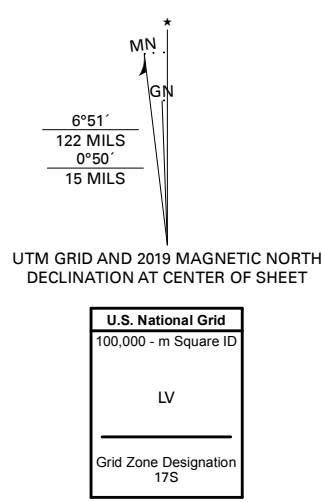 ★
MN
GN
6°51´
122 MILS
0°50´
15 MILS
UTM GRID AND 2019 MAGNETIC NORTH
DECLINATION AT CENTER OF SHEET
U.S. National Grid
100,000 - m Square ID
LV
Grid Zone Designation
17S